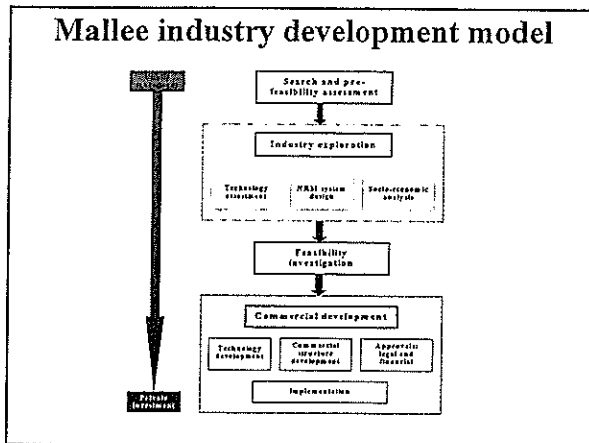 Mallee industry development model
Search and pre-
feasibility assessment
Industry exploration
Technology
assessment
NRM system
design
Socio-economic
analysis
Feasibility
investigation
Commercial development
Technology
development
Commercial
structure
development
Approvals:
legal and
financial
Implementation
Private
investment